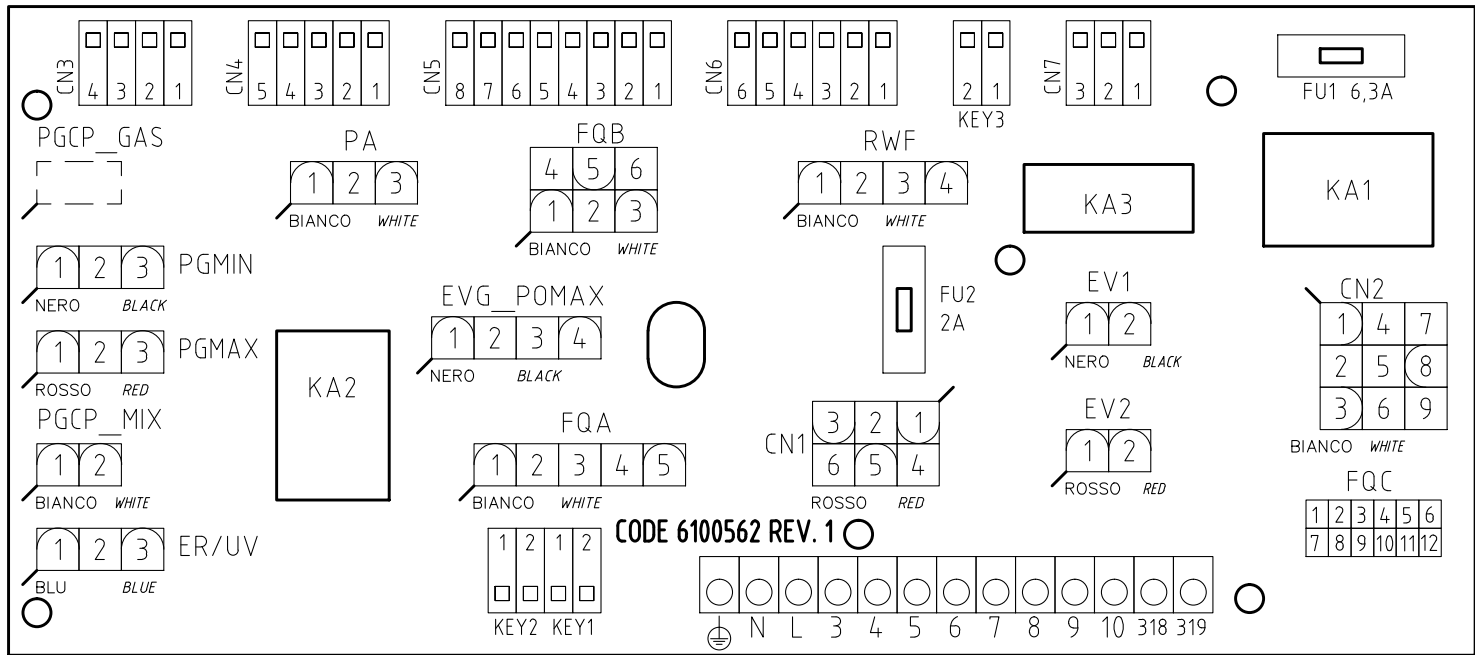 CN3
4 3 2 1
CN4
5 4 3 2 1
CN5
8 7 6 5 4 3 2 1
CN6
6 5 4 3 2 1
2 1
KEY3
CN7
3 2 1
FU1 6,3A
PGCP_GAS
PA
1 2 3
BIANCO WHITE
FQB
4 5 6
1 2 3
BIANCO WHITE
RWF
1 2 3 4
BIANCO WHITE
KA3
KA1
1 2 3 PGMIN
NERO BLACK
EVG_POMAX
1 2 3 4
NERO BLACK
FU2
2A
EV1
1 2
NERO BLACK
CN2
1 4 7
2 5 8
3 6 9
BIANCO WHITE
1 2 3 PGMAX
ROSSO RED
KA2
PGCP_MIX
1 2
BIANCO WHITE
FQA
1 2 3 4 5
BIANCO WHITE
CN1
3 2 1
6 5 4
ROSSO RED
EV2
1 2
ROSSO RED
FQC
1 2 3 4 5 6
7 8 9 10 11 12
1 2 3 ER/UV
BLU BLUE
1 2 1 2
KEY2 KEY1
CODE 6100562 REV. 1
N L 3 4 5 6 7 8 9 10 318 319